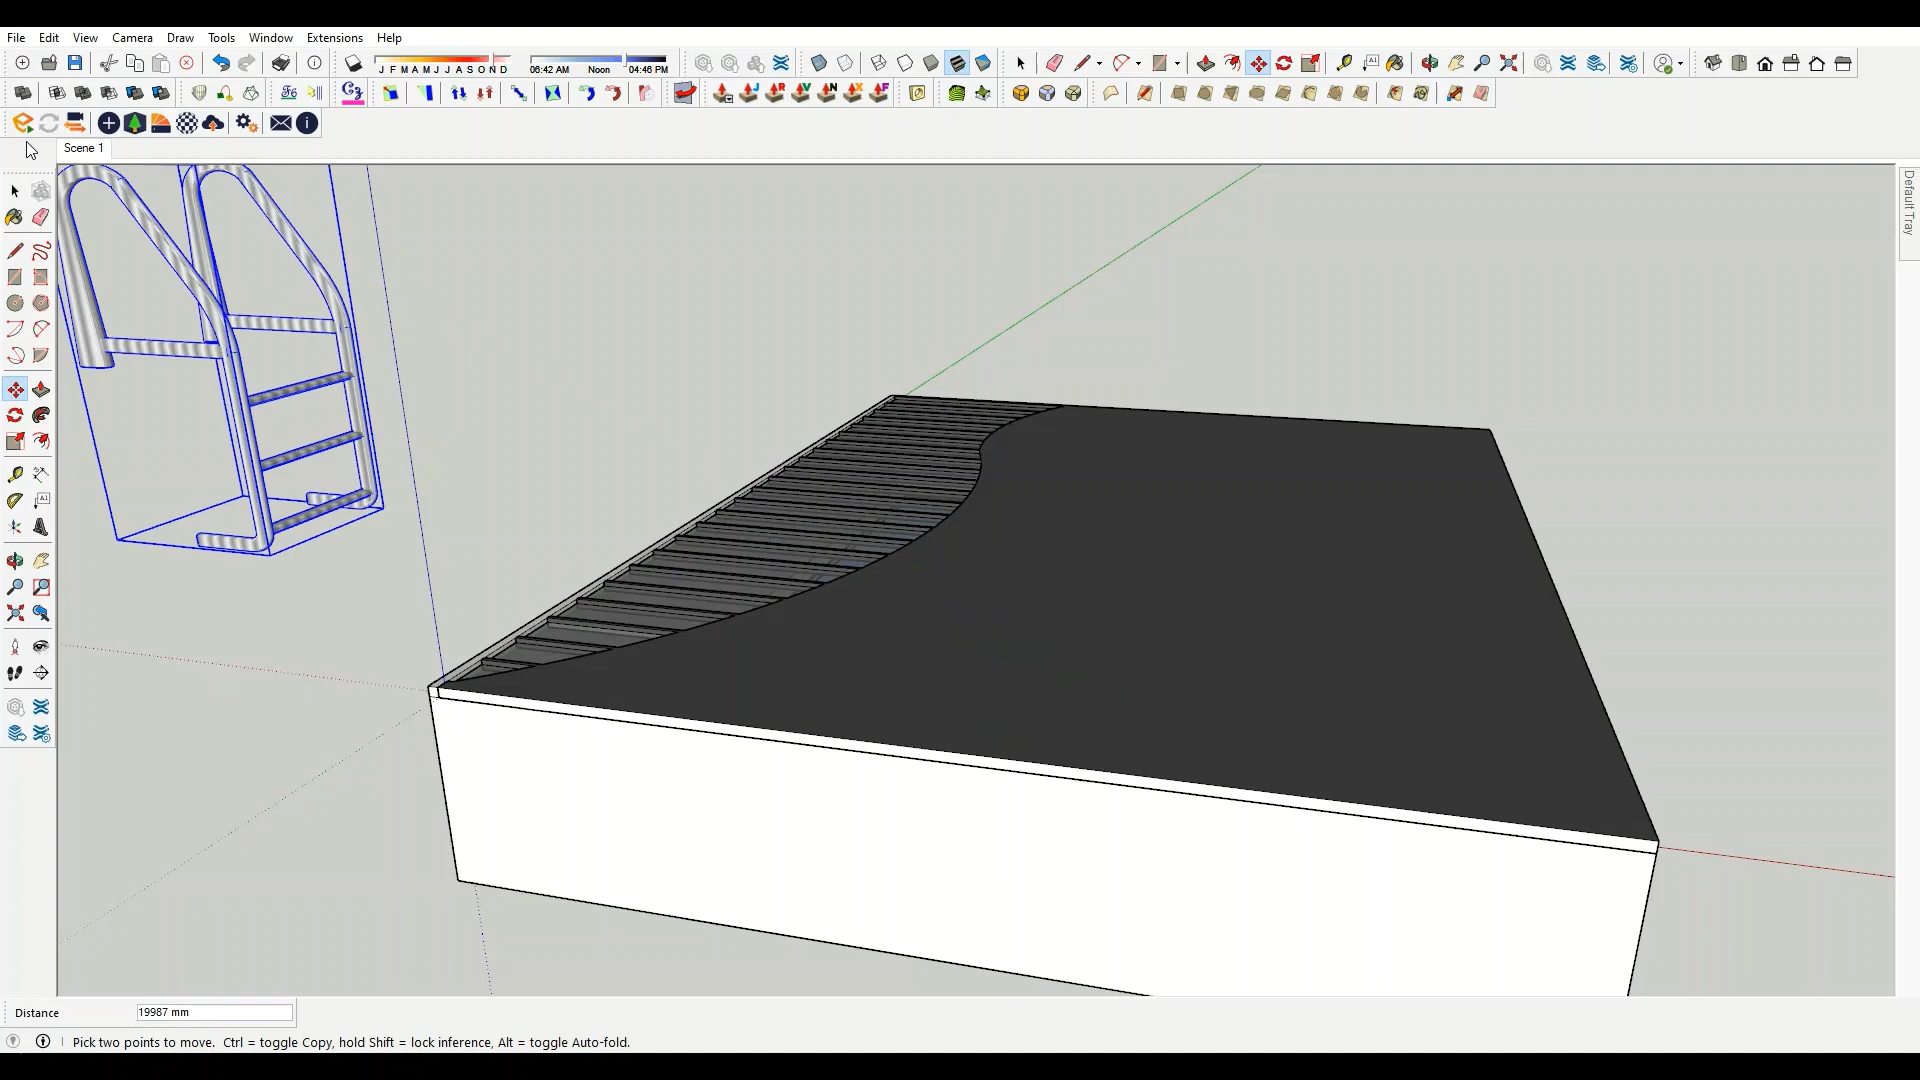 File Edit View Camera Draw Tools Window Extensions Help
J F M A M J J A S O N D 06:42 AM Noon 04:46 PM
J R V N X F
Scene 1
Default Tray
Distance 19987 mm
Pick two points to move. Ctrl = toggle Copy, hold Shift = lock inference, Alt = toggle Auto-fold.